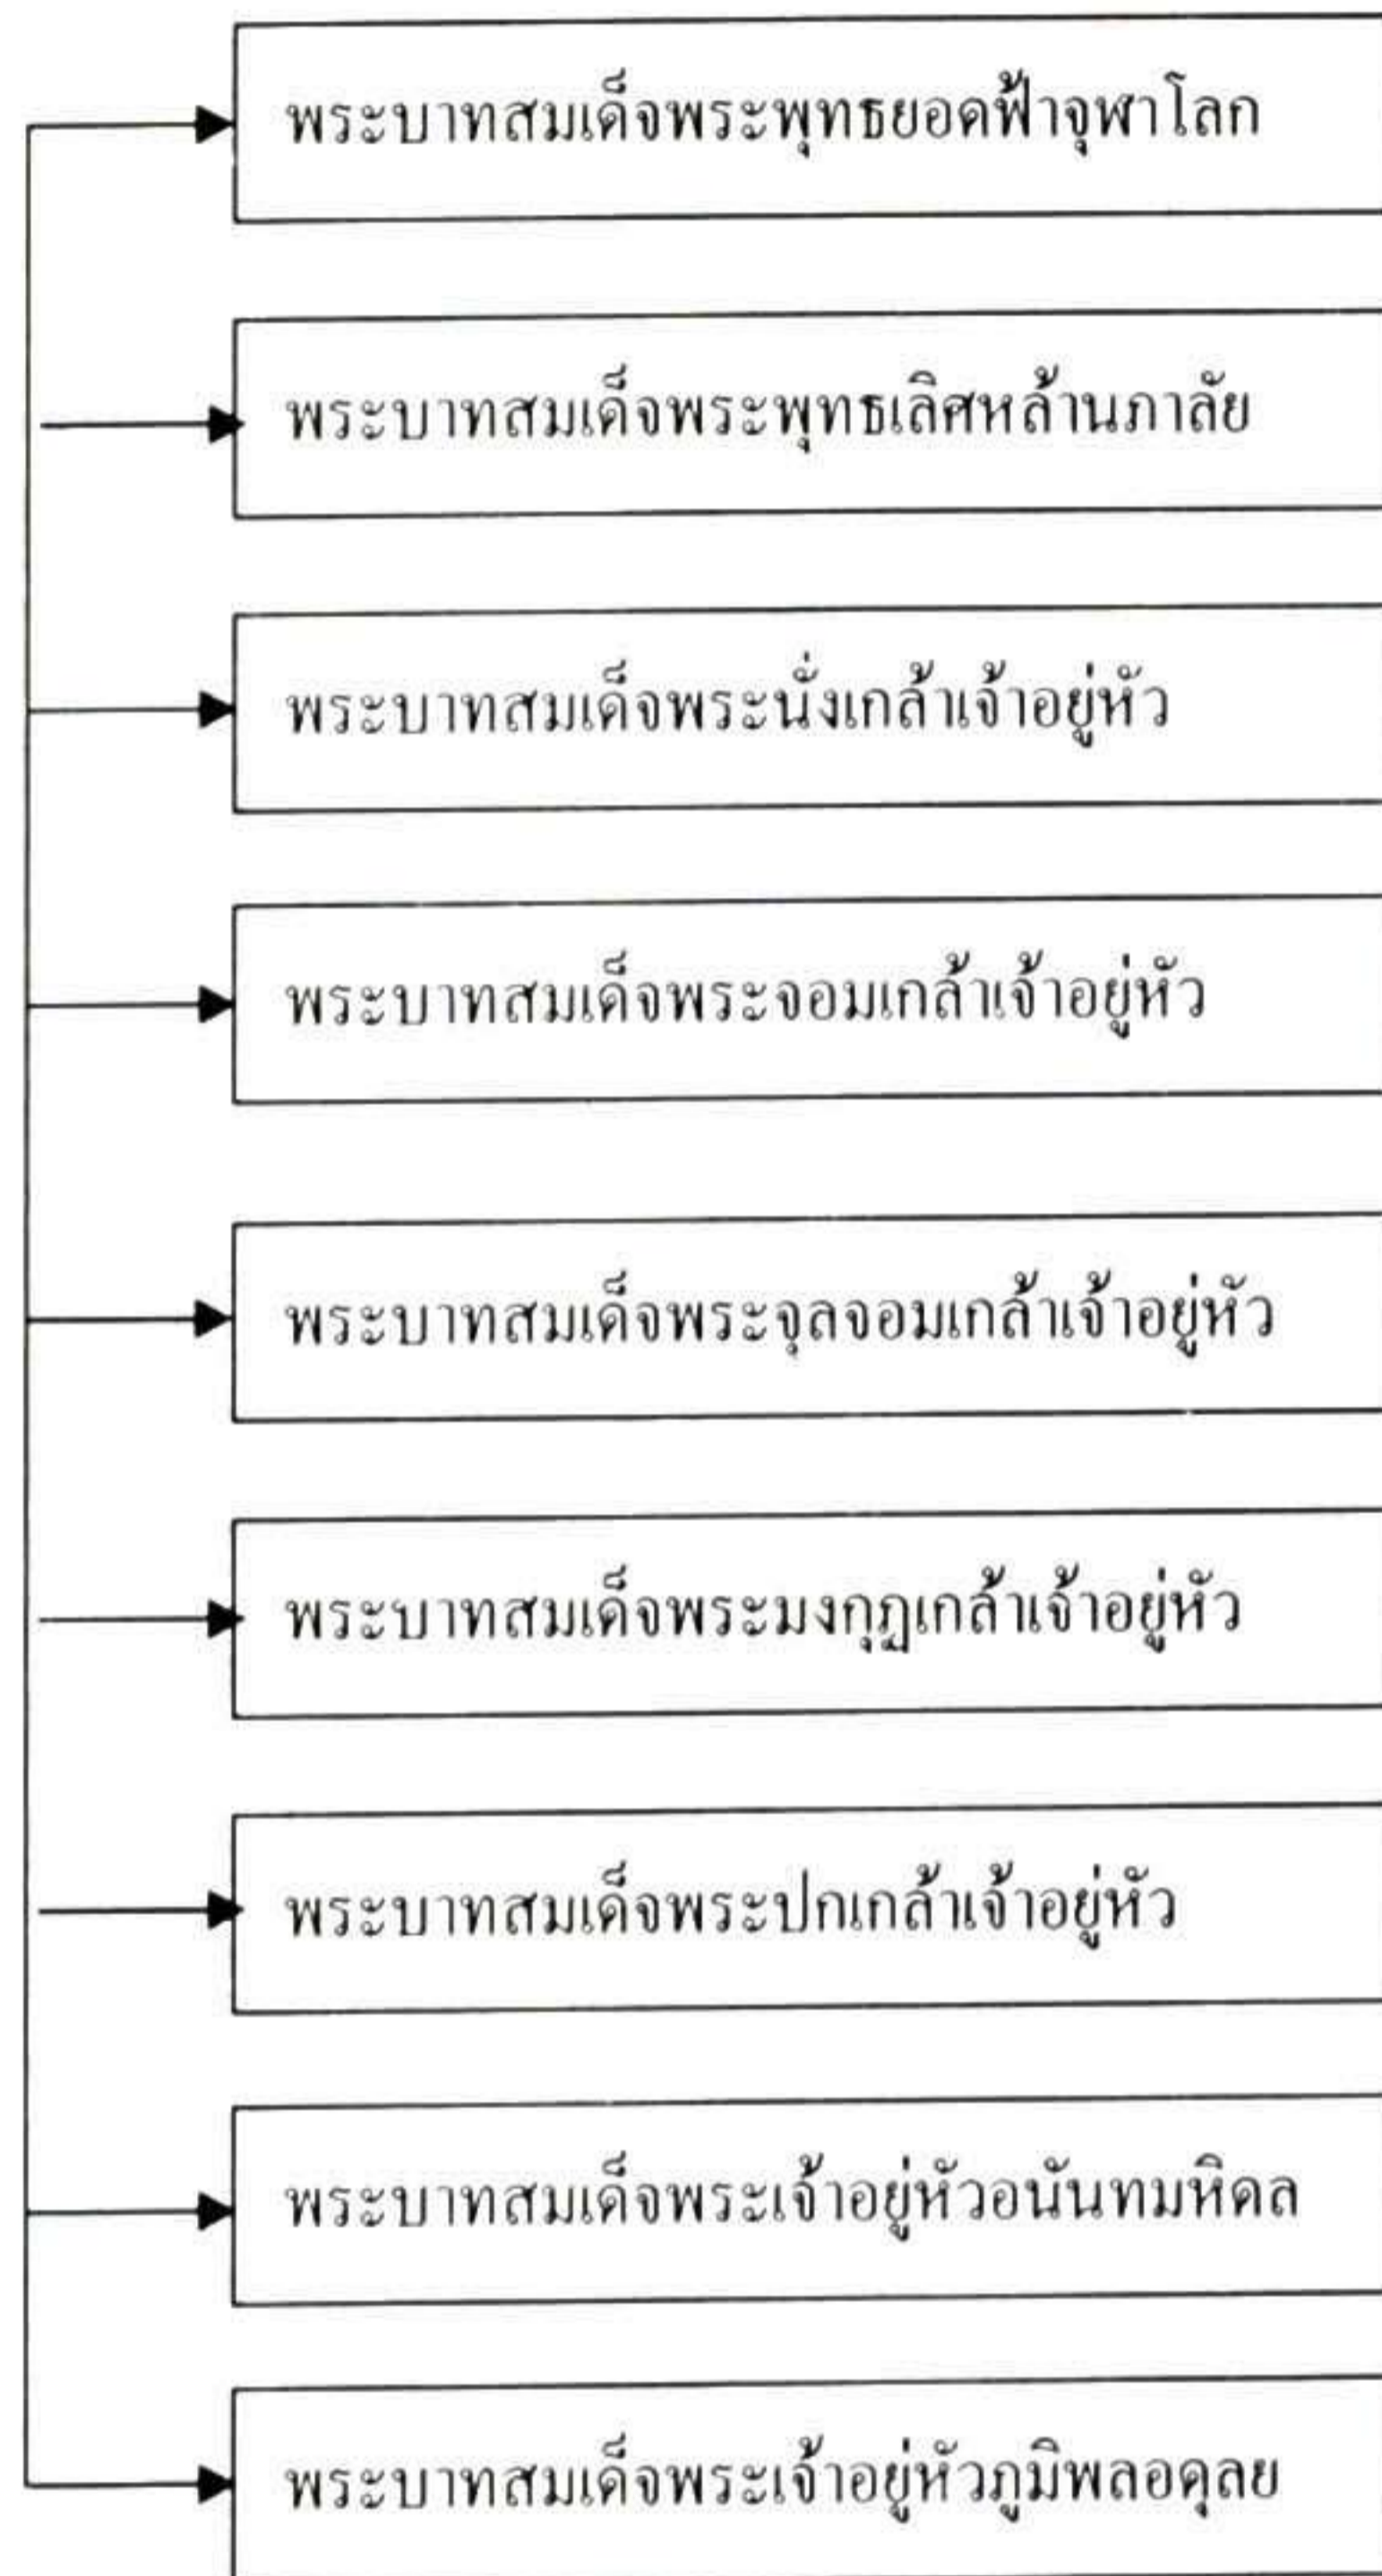 พระบาทสมเด็จพระพุทธยอดฟ้าจุฬาโลก
พระบาทสมเด็จพระพุทธเลิศหล้านภาลัย
พระบาทสมเด็จพระนั่งเกล้าเจ้าอยู่หัว
พระบาทสมเด็จพระจอมเกล้าเจ้าอยู่หัว
พระบาทสมเด็จพระจุลจอมเกล้าเจ้าอยู่หัว
พระบาทสมเด็จพระมงกุฏเกล้าเจ้าอยู่หัว
พระบาทสมเด็จพระปกเกล้าเจ้าอยู่หัว
พระบาทสมเด็จพระเจ้าอยู่หัวอนันทมหิดล
พระบาทสมเด็จพระเจ้าอยู่หัวภูมิพลอดุลย